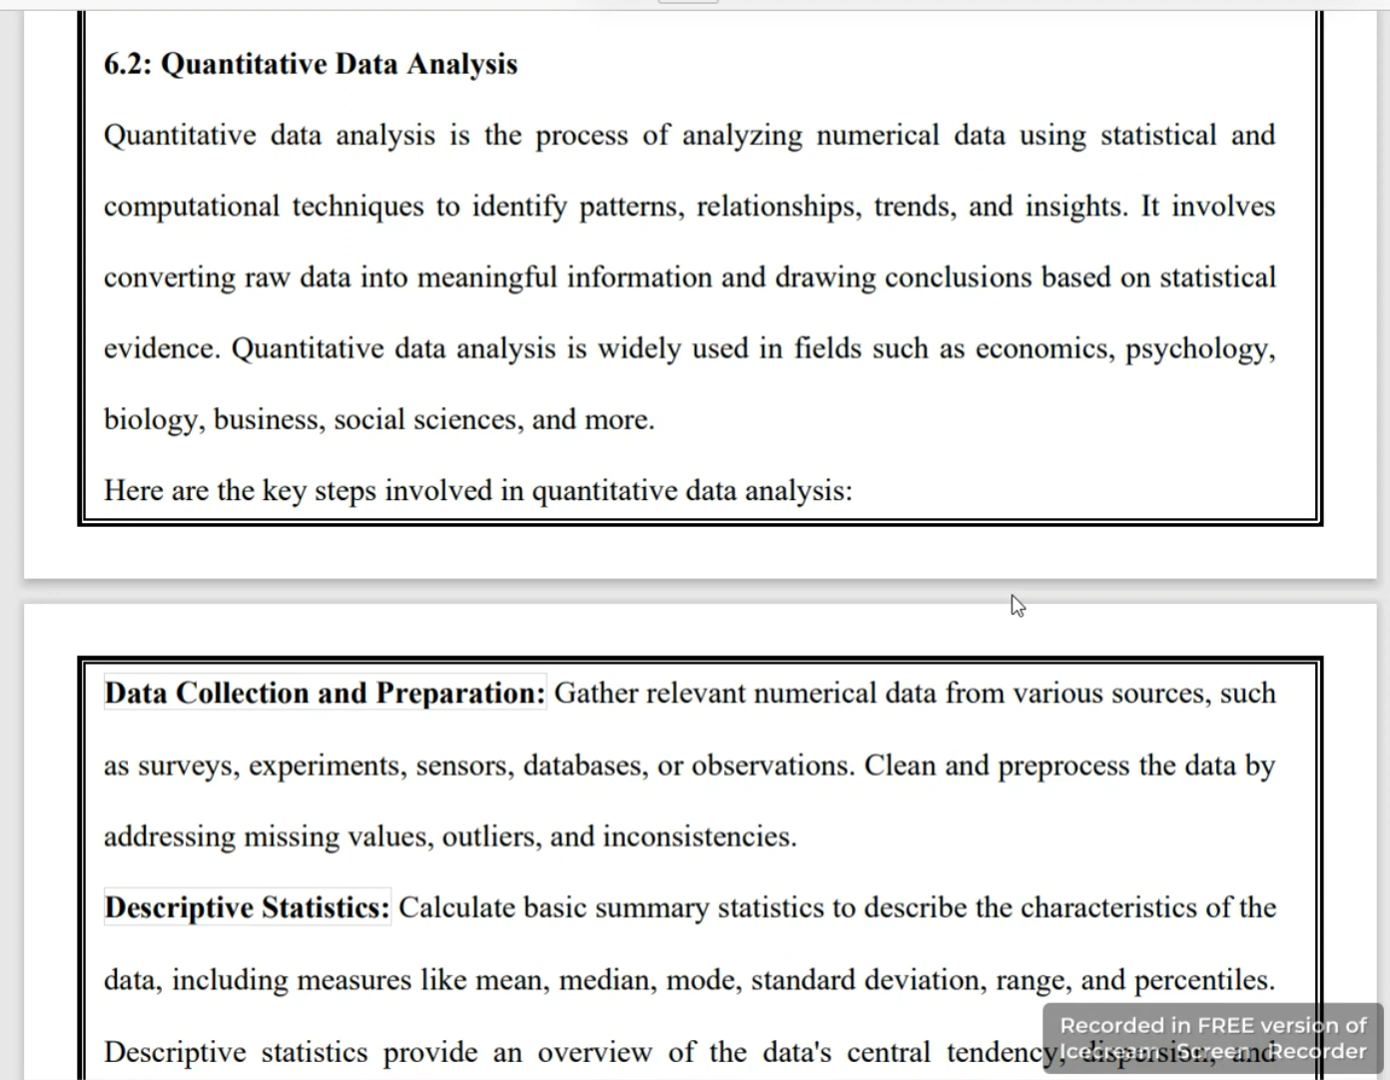 6.2: Quantitative Data Analysis
Quantitative data analysis is the process of analyzing numerical data using statistical and
computational techniques to identify patterns, relationships, trends, and insights. It involves
converting raw data into meaningful information and drawing conclusions based on statistical
evidence. Quantitative data analysis is widely used in fields such as economics, psychology,
biology, business, social sciences, and more.
Here are the key steps involved in quantitative data analysis:
Data Collection and Preparation: Gather relevant numerical data from various sources, such
as surveys, experiments, sensors, databases, or observations. Clean and preprocess the data by
addressing missing values, outliers, and inconsistencies.
Descriptive Statistics: Calculate basic summary statistics to describe the characteristics of the
data, including measures like mean, median, mode, standard deviation, range, and percentiles.
Descriptive statistics provide an overview of the data's central tendency, dispersion, and
Recorded in FREE version of
Icecream Screen Recorder